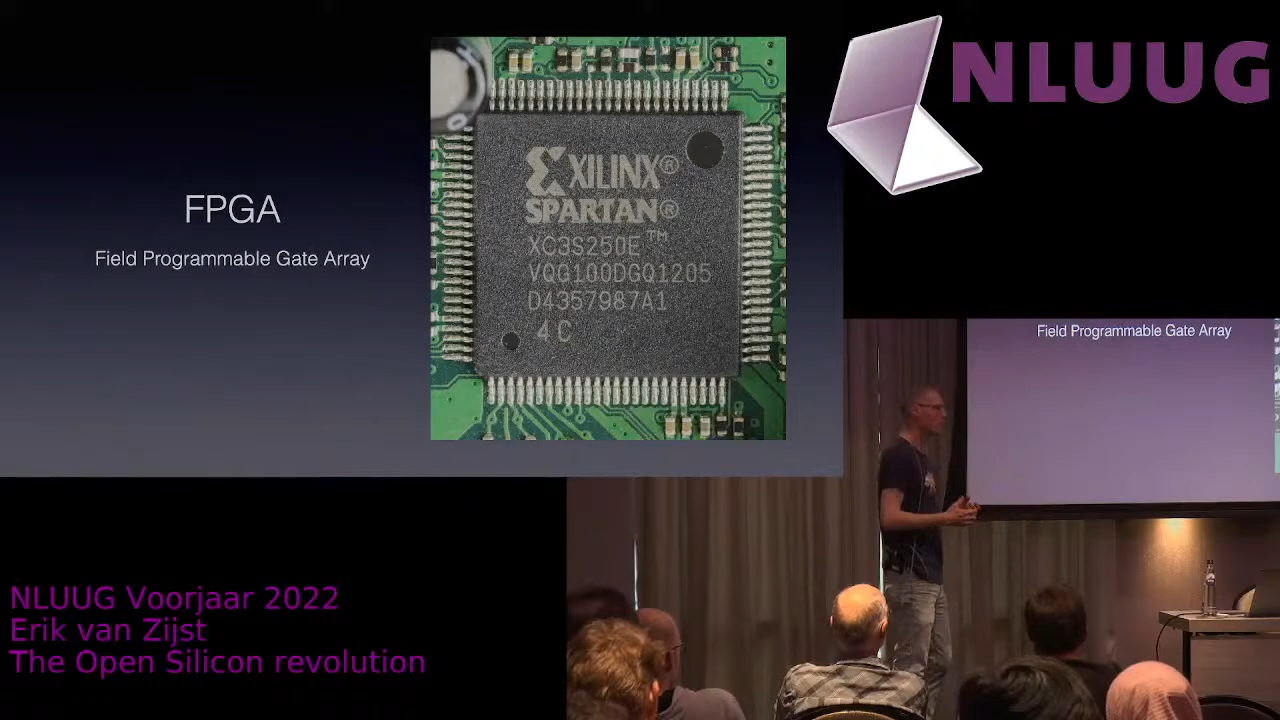 FPGA
Field Programmable Gate Array
XILINX®
SPARTAN®
XC3S250E™
VQG100DGQ1205
D4357987A1
4C
NLUUG
Field Programmable Gate Array
NLUUG Voorjaar 2022
Erik van Zijst
The Open Silicon revolution